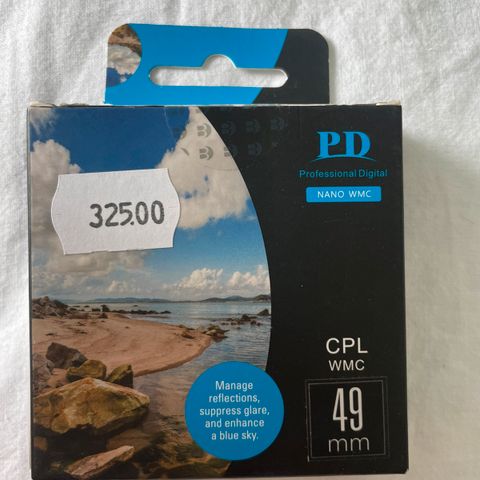 325.00
PD
Professional Digital
NANO WMC
CPL
WMC
49
mm
Manage
reflections,
suppress glare,
and enhance
a blue sky.